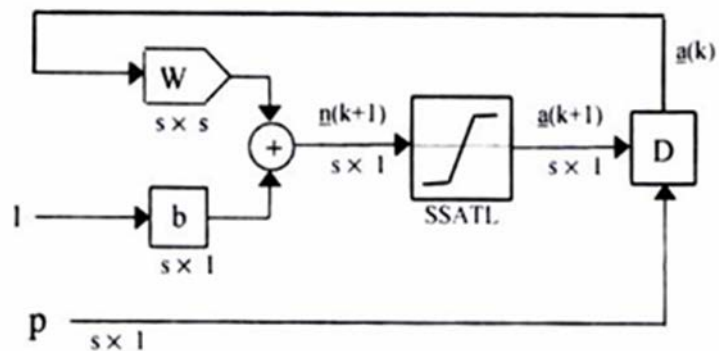 a(k)
W
s × s
+
n(k+1)
s × 1
a(k+1)
s × 1
D
SSATL
1
b
s × 1
p
s × 1